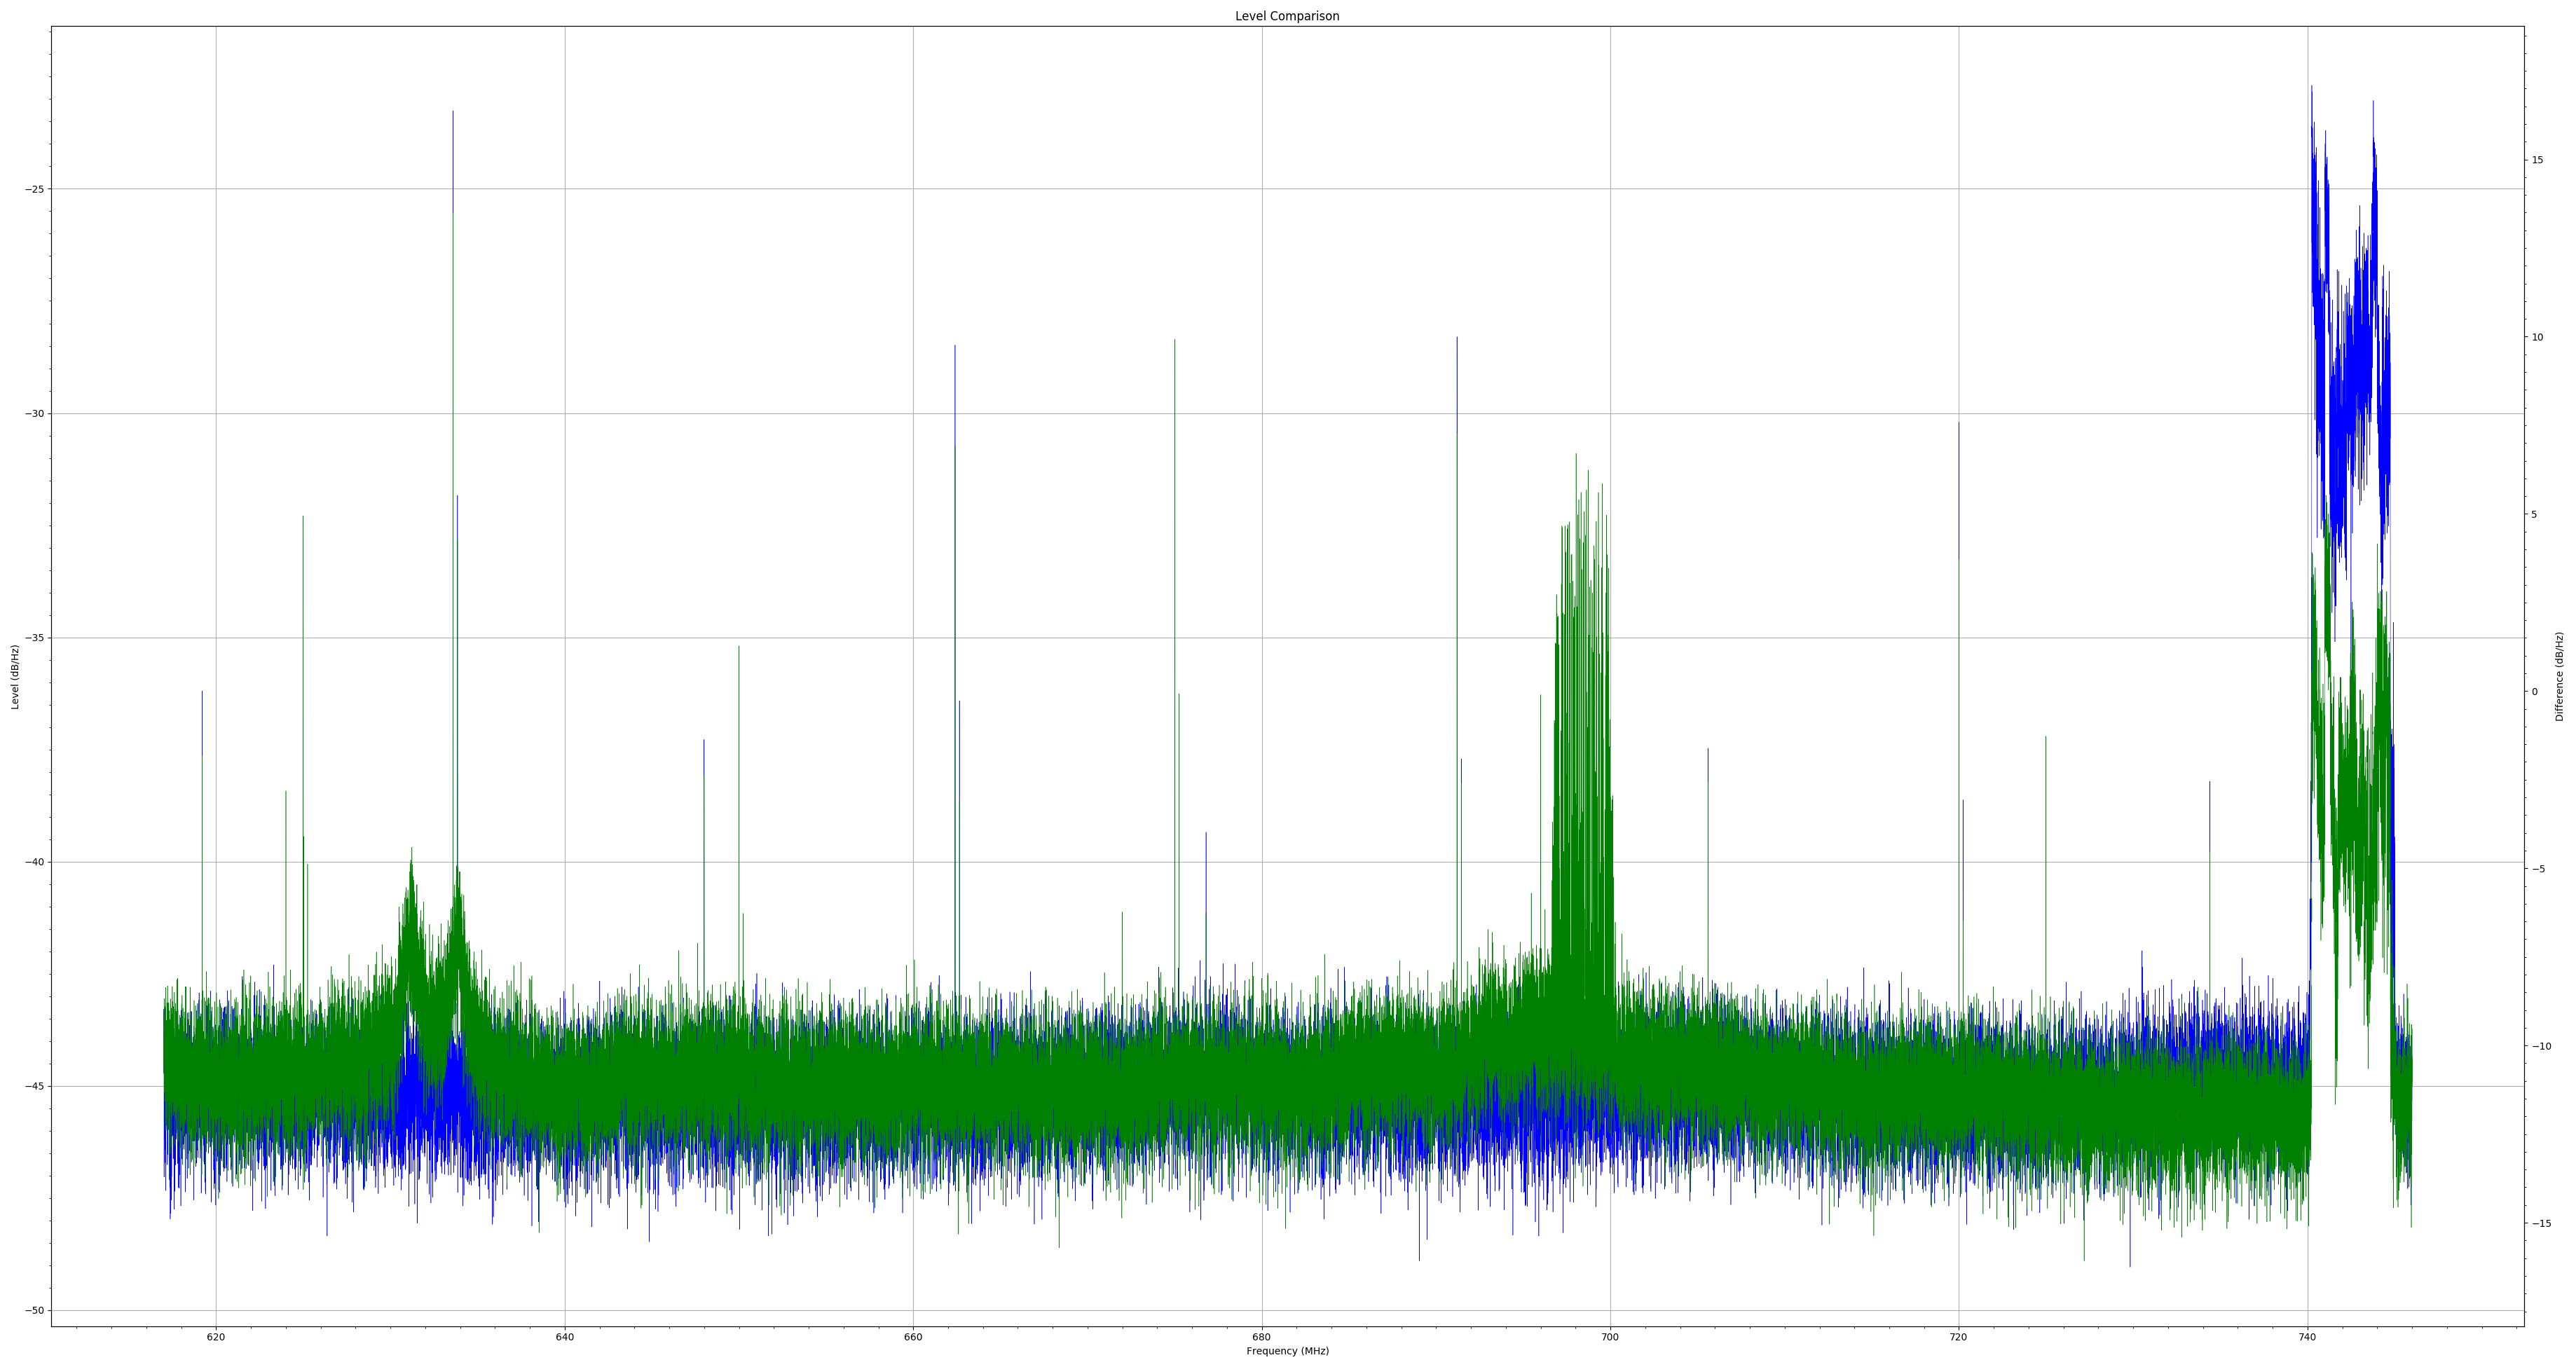 Level Comparison
Level (dB/Hz)
−25
−30
−35
−40
−45
−50
15
10
5
0
−5
−10
−15
Difference (dB/Hz)
620 640 660 680 700 720 740
Frequency (MHz)